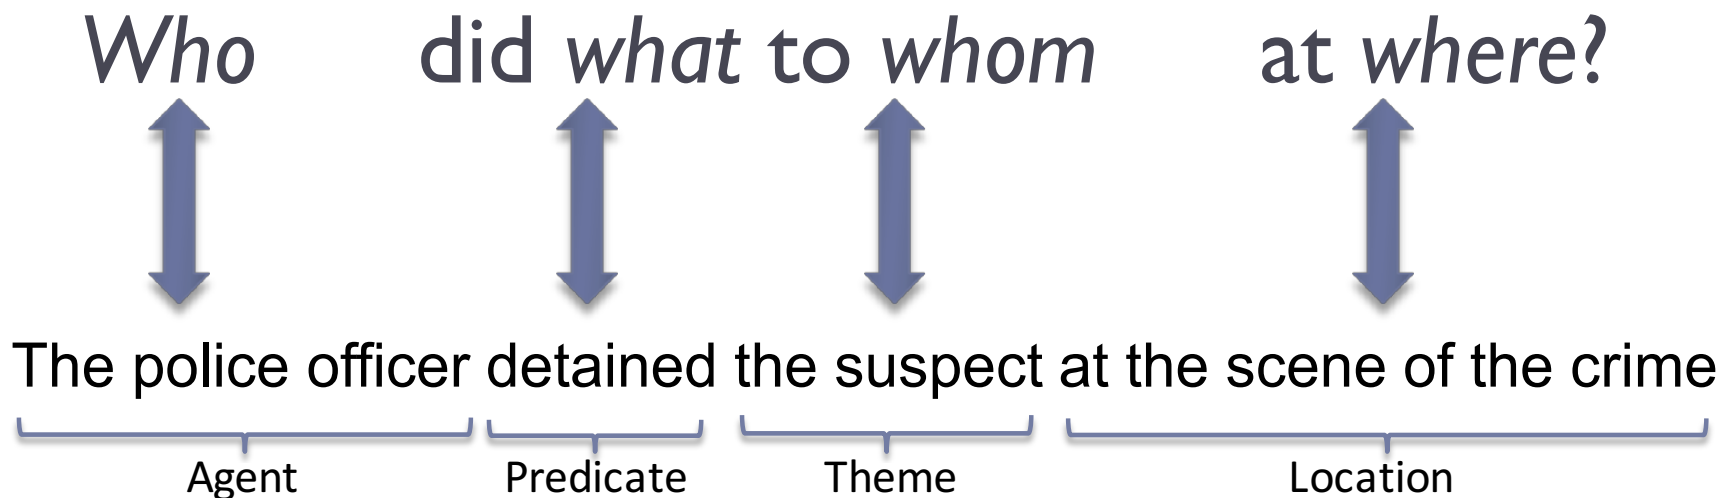 Who did what to whom at where?
The police officer detained the suspect at the scene of the crime
Agent Predicate Theme Location